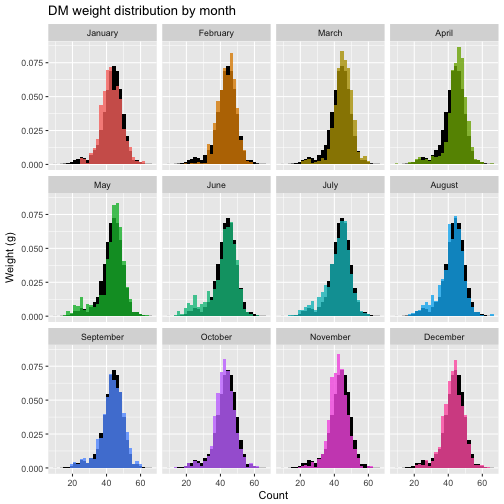 DM weight distribution by month
January February March April
0.075
0.050
0.025
0.000
May June July August
0.075
0.050
0.025
0.000
Weight (g)
September October November December
0.075
0.050
0.025
0.000
20 40 60 20 40 60 20 40 60 20 40 60
Count